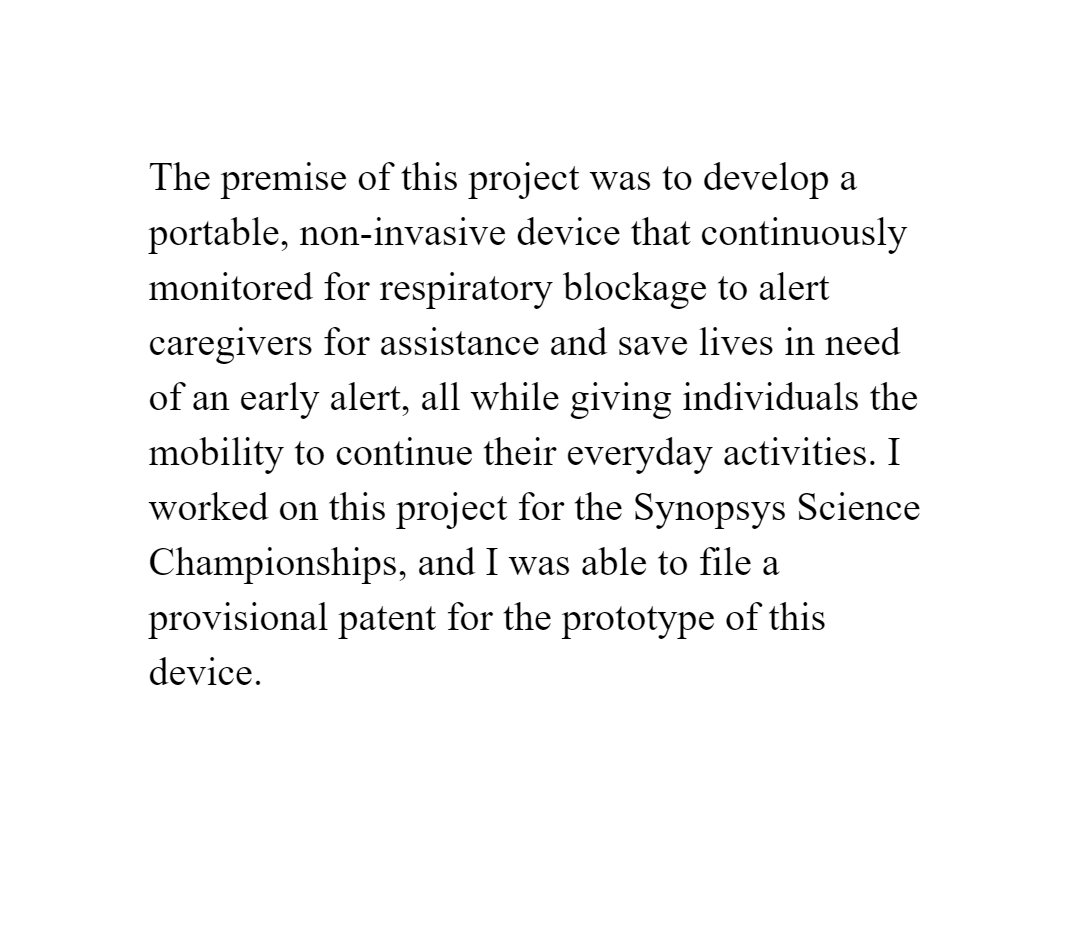 The premise of this project was to develop a
portable, non-invasive device that continuously
monitored for respiratory blockage to alert
caregivers for assistance and save lives in need
of an early alert, all while giving individuals the
mobility to continue their everyday activities. I
worked on this project for the Synopsys Science
Championships, and I was able to file a
provisional patent for the prototype of this
device.